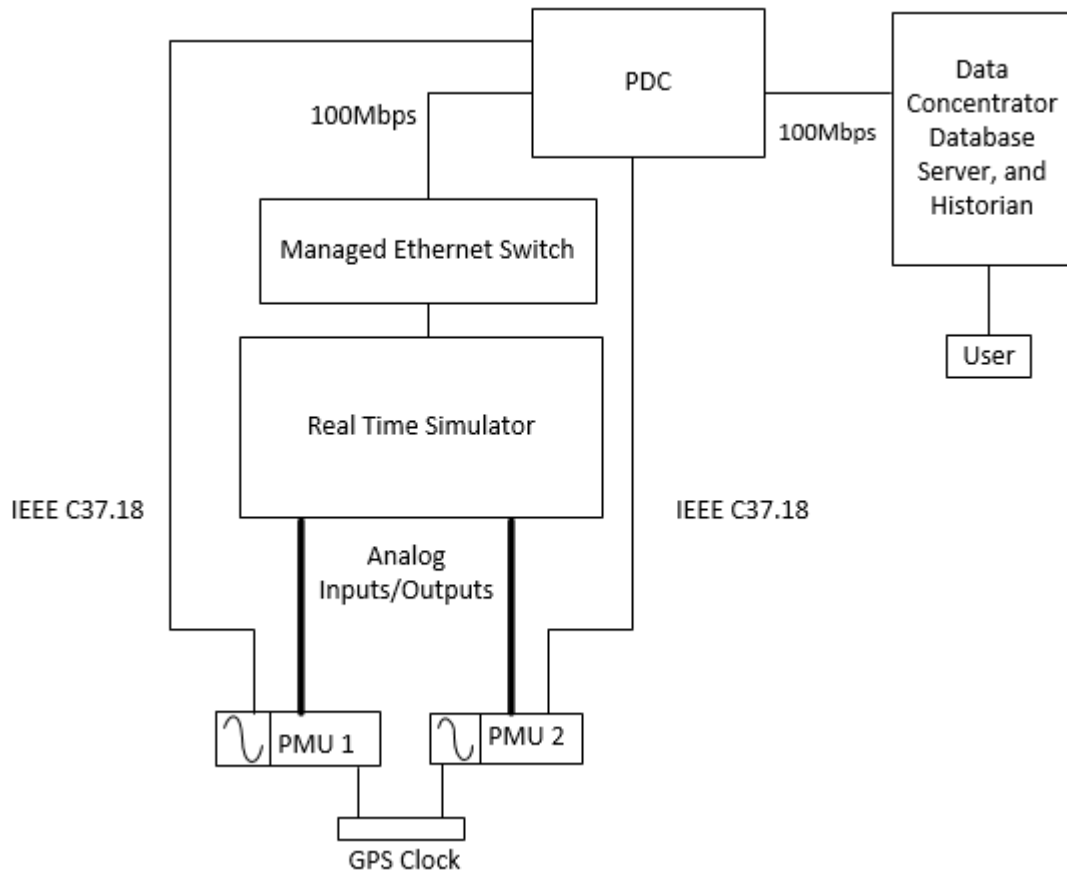 PDC
Data
Concentrator
Database
Server, and
Historian
100Mbps
100Mbps
Managed Ethernet Switch
User
Real Time Simulator
IEEE C37.18
IEEE C37.18
Analog
Inputs/Outputs
PMU 1
PMU 2
GPS Clock